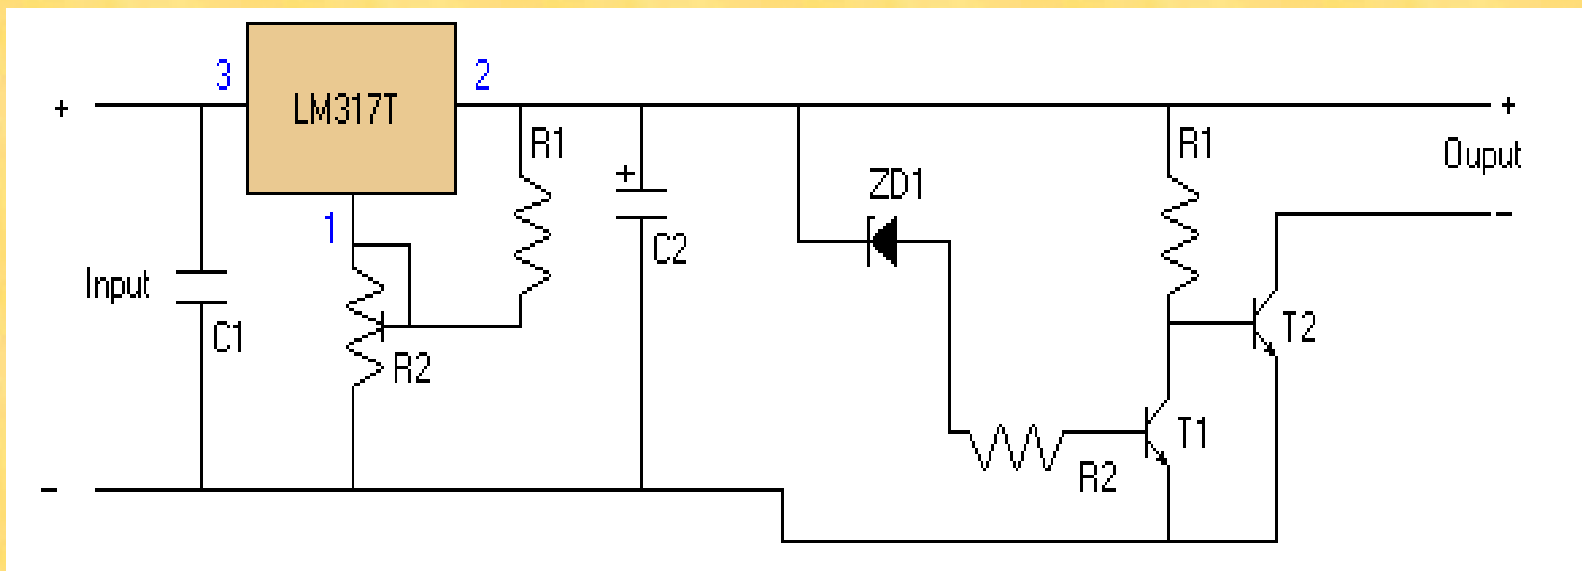 3
LM317T
2
+
R1
R1
+
Ouput
+
ZD1
-
1
C2
Input
C1
R2
T2
T1
R2
-